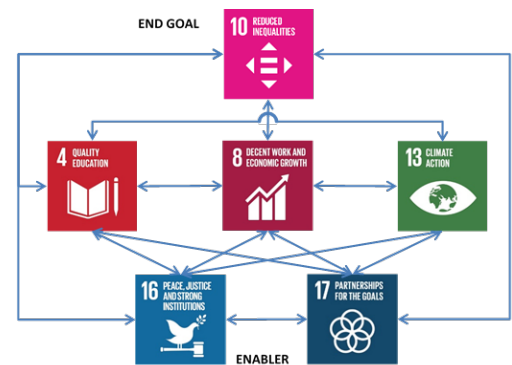 END GOAL
10 REDUCED
INEQUALITIES
4 QUALITY
EDUCATION
8 DECENT WORK AND
ECONOMIC GROWTH
13 CLIMATE
ACTION
16 PEACE, JUSTICE
AND STRONG
INSTITUTIONS
17 PARTNERSHIPS
FOR THE GOALS
ENABLER